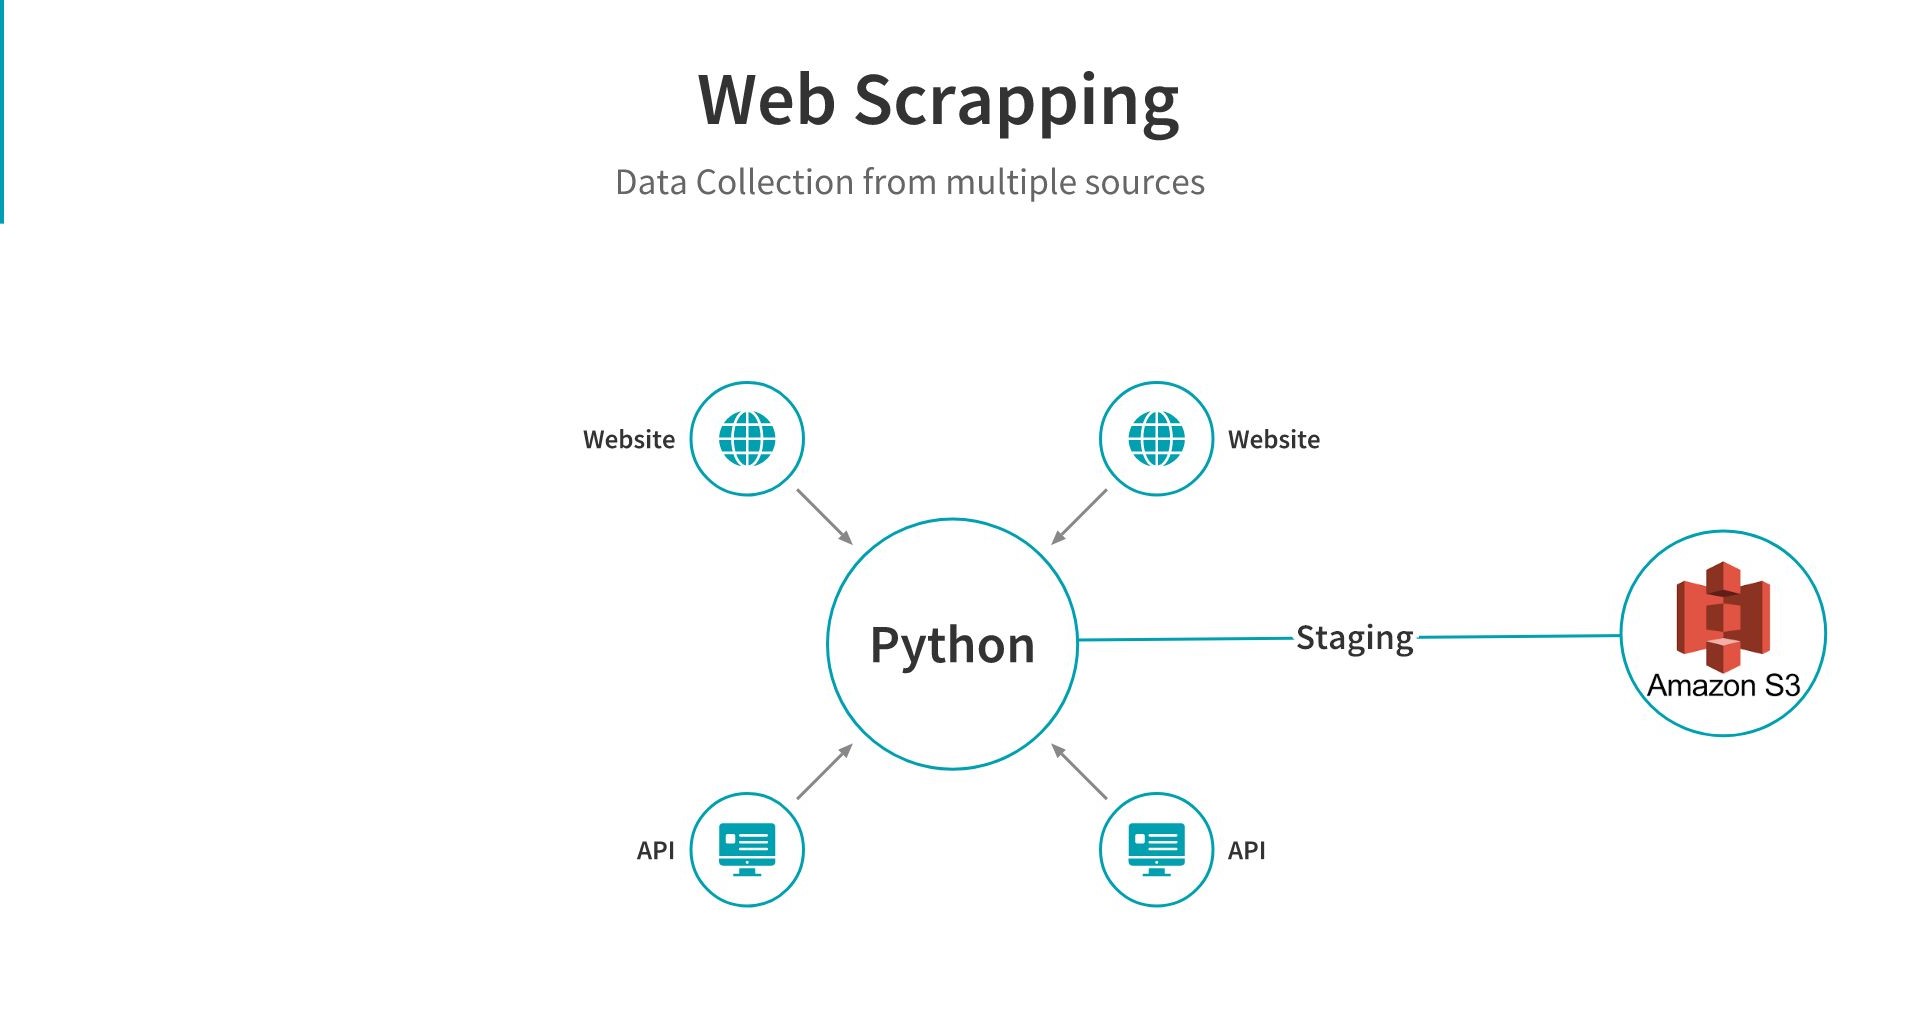 Web Scrapping
Data Collection from multiple sources
Website
Website
Python
Staging
Amazon S3
API
API